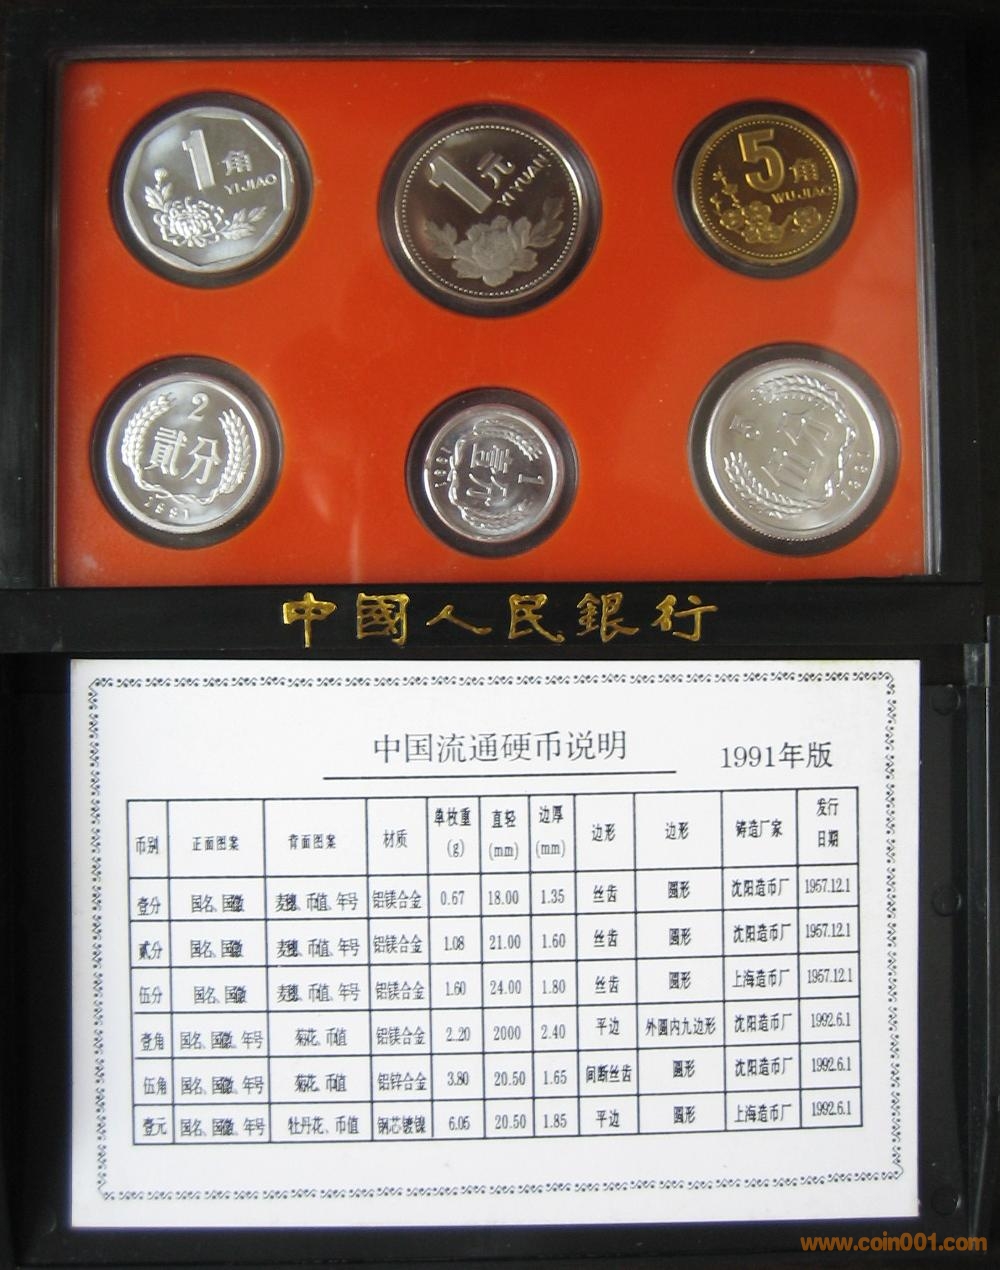 1角
YI JIAO
1元
YI YUAN
5角
WU JIAO
2
貳分
1991
1
壹分
1991
5
伍分
1991
中國人民銀行
中国流通硬币说明 1991年版
币别 正面图案 背面图案 材质 单枚重(g) 直轻(mm) 边厚(mm) 边形 边形 铸造厂家 发行日期
壹分 国名、国徽 麦穗、币值、年号 铝镁合金 0.67 18.00 1.35 丝齿 圆形 沈阳造币厂 1957.12.1
贰分 国名、国徽 麦穗、币值、年号 铝镁合金 1.08 21.00 1.60 丝齿 圆形 沈阳造币厂 1957.12.1
伍分 国名、国徽 麦穗、币值、年号 铝镁合金 1.60 24.00 1.80 丝齿 圆形 上海造币厂 1957.12.1
壹角 国名、国徽、年号 菊花、币值 铝镁合金 2.20 2000 2.40 平边 外圆内九边形 沈阳造币厂 1992.6.1
伍角 国名、国徽、年号 菊花、币值 铝锌合金 3.80 20.50 1.65 间断丝齿 圆形 沈阳造币厂 1992.6.1
壹元 国名、国徽、年号 牡丹花、币值 钢芯镀镍 6.05 20.50 1.85 平边 圆形 上海造币厂 1992.6.1
www.coin001.com